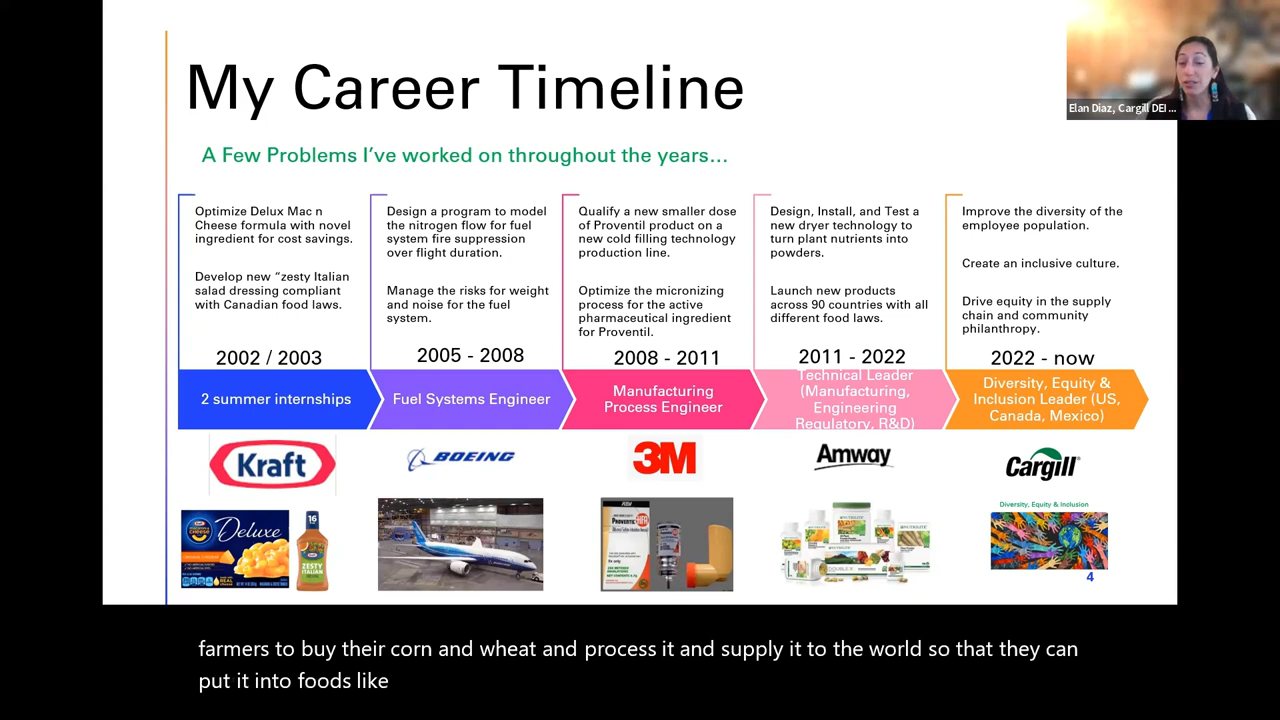 My Career Timeline
Elan Diaz, Cargill DEI ...
A Few Problems I've worked on throughout the years...
Optimize Delux Mac n
Cheese formula with novel
ingredient for cost savings.
Develop new “zesty Italian
salad dressing compliant
with Canadian food laws.
2002 / 2003
2 summer internships
Kraft
Deluxe
16
ZESTY
ITALIAN
Design a program to model
the nitrogen flow for fuel
system fire suppression
over flight duration.
Manage the risks for weight
and noise for the fuel
system.
2005 - 2008
Fuel Systems Engineer
BOEING
Qualify a new smaller dose
of Proventil product on a
new cold filling technology
production line.
Optimize the micronizing
process for the active
pharmaceutical ingredient
for Proventil.
2008 - 2011
Manufacturing
Process Engineer
3M
Design, Install, and Test a
new dryer technology to
turn plant nutrients into
powders.
Launch new products
across 90 countries with all
different food laws.
2011 - 2022
Technical Leader
(Manufacturing,
Engineering
Regulatory, R&D)
Amway
Improve the diversity of the
employee population.
Create an inclusive culture.
Drive equity in the supply
chain and community
philanthropy.
2022 - now
Diversity, Equity &
Inclusion Leader (US,
Canada, Mexico)
Cargill
Diversity, Equity & Inclusion
4
farmers to buy their corn and wheat and process it and supply it to the world so that they can
put it into foods like